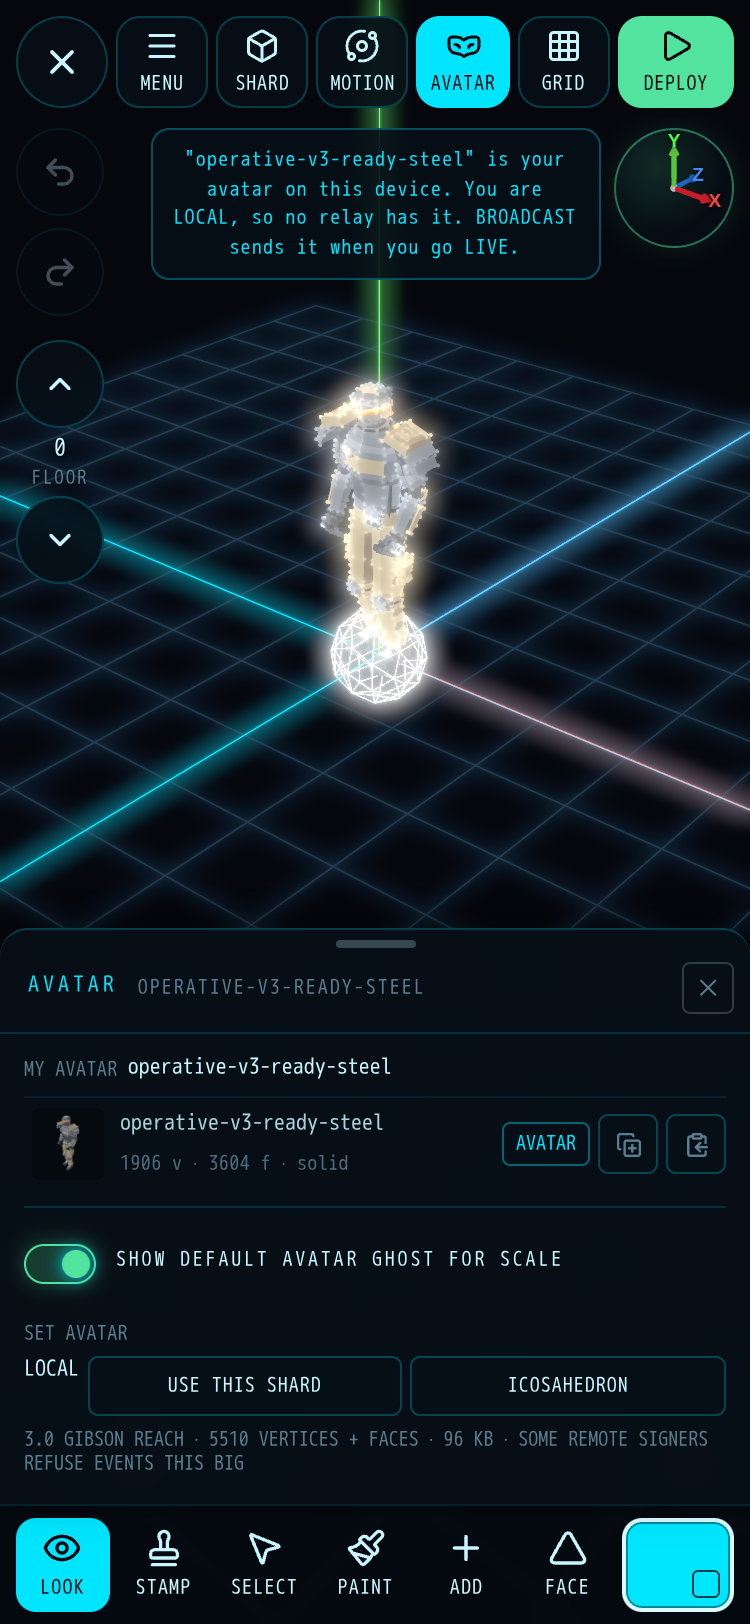 MENU
SHARD
MOTION
AVATAR
GRID
DEPLOY
"operative-v3-ready-steel" is your
avatar on this device. You are
LOCAL, so no relay has it. BROADCAST
sends it when you go LIVE.
Y
Z
X
0
FLOOR
AVATAR OPERATIVE-V3-READY-STEEL
MY AVATAR operative-v3-ready-steel
operative-v3-ready-steel
1906 v · 3604 f · solid
AVATAR
SHOW DEFAULT AVATAR GHOST FOR SCALE
SET AVATAR
LOCAL
USE THIS SHARD
ICOSAHEDRON
3.0 GIBSON REACH · 5510 VERTICES + FACES · 96 KB · SOME REMOTE SIGNERS
REFUSE EVENTS THIS BIG
LOOK
STAMP
SELECT
PAINT
ADD
FACE